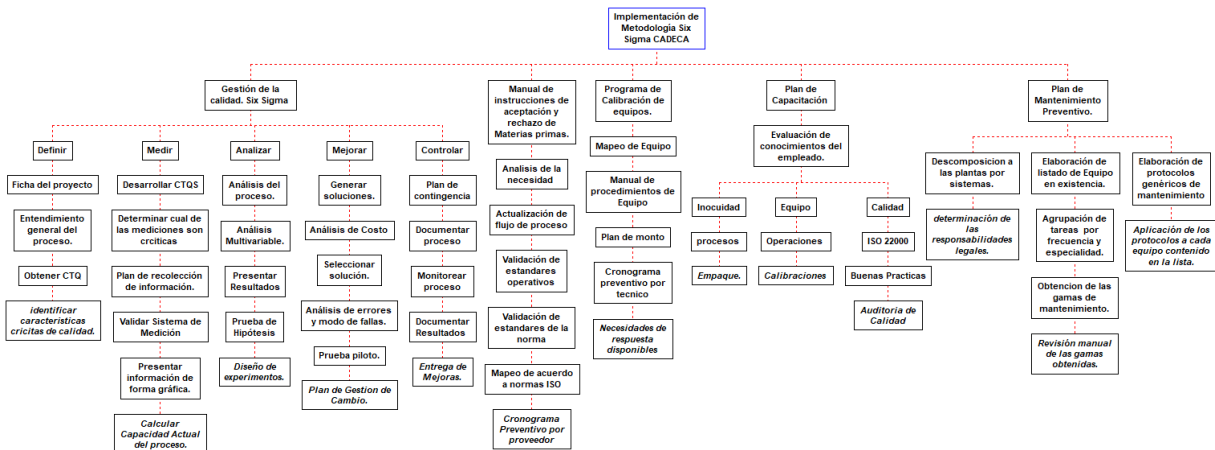 Implementación de
Metodología Six
Sigma CADECA
Gestión de la
calidad. Six Sigma
Manual de
instrucciones de
aceptación y
rechazo de
Materias primas.
Programa de
Calibración de
equipos.
Plan de
Capacitación
Plan de
Mantenimiento
Preventivo.
Definir
Ficha del proyecto
Entendimiento
general del
proceso.
Obtener CTQ
identificar
características
cricitas de calidad.
Medir
Desarrollar CTQS
Determinar cual de
las mediciones son
crciticas
Plan de recolección
de información.
Validar Sistema de
Medición
Presentar
información de
forma gráfica.
Calcular
Capacidad Actual
del proceso.
Analizar
Análisis del
proceso.
Análisis
Multivariable.
Presentar
Resultados
Prueba de
Hipótesis
Diseño de
experimentos.
Mejorar
Generar
soluciones.
Análisis de Costo
Seleccionar
solución.
Análisis de errores
y modo de fallas.
Prueba piloto.
Plan de Gestion de
Cambio.
Controlar
Plan de
contingencia
Documentar
proceso
Monitorear
proceso
Documentar
Resultados
Entrega de
Mejoras.
Analisis de la
necesidad
Actualización de
flujo de proceso
Validación de
estandares
operativos
Validación de
estandares de la
norma
Mapeo de acuerdo
a normas ISO
Cronograma
Preventivo por
proveedor
Mapeo de Equipo
Manual de
procedimientos de
Equipo
Plan de monto
Cronograma
preventivo por
tecnico
Necesidades de
respuesta
disponibles
Evaluación de
conocimientos del
empleado.
Inocuidad
procesos
Empaque.
Equipo
Operaciones
Calibraciones
Calidad
ISO 22000
Buenas Practicas
Auditoria de
Calidad
Descomposicion a
las plantas por
sistemas.
determinación de
las
responsabilidades
legales.
Elaboración de
listado de Equipo
en existencia.
Agrupación de
tareas por
frecuencia y
especialidad.
Obtencion de las
gamas de
mantenimiento.
Revisión manual
de las gamas
obtenidas.
Elaboración de
protocolos
genéricos de
mantenimiento
Aplicación de los
protocolos a cada
equipo contenido
en la lista.